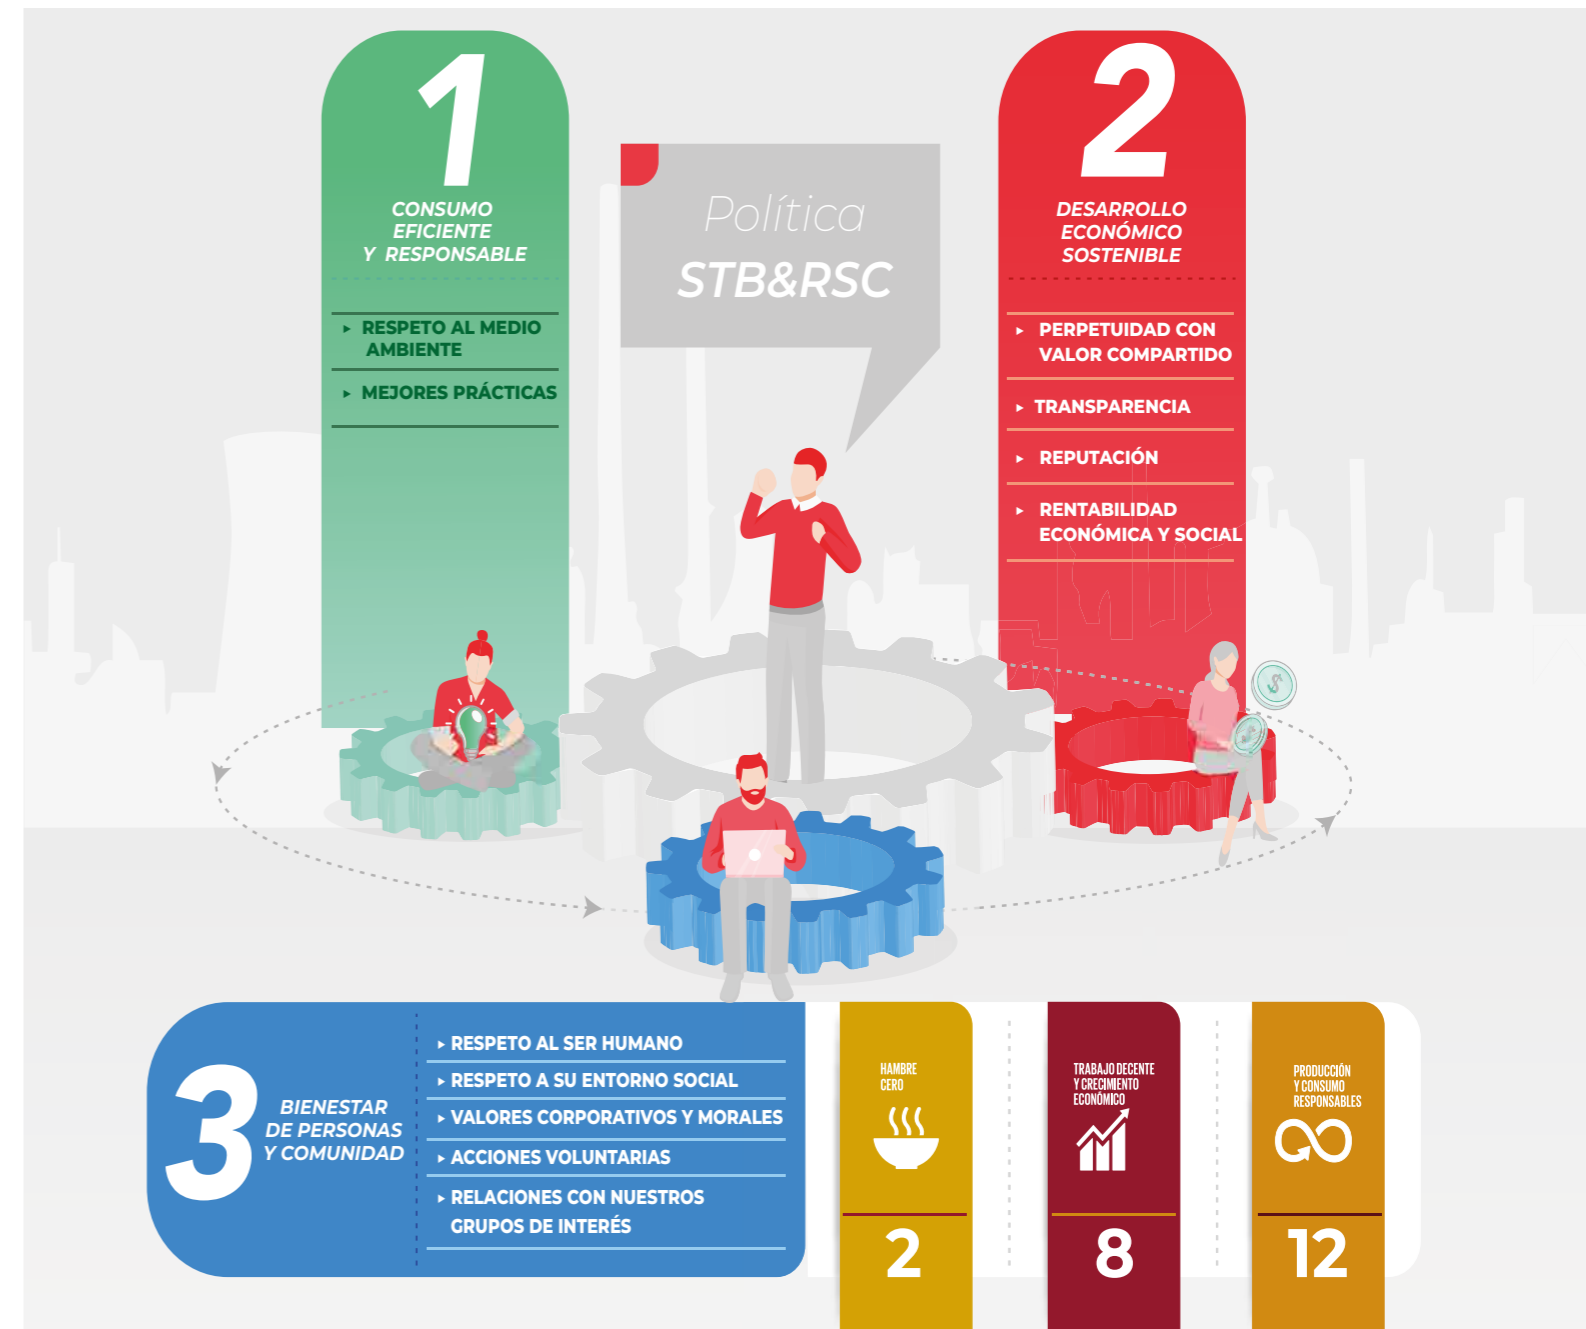 1
CONSUMO
EFICIENTE
Y RESPONSABLE
▸ RESPETO AL MEDIO
AMBIENTE
▸ MEJORES PRÁCTICAS
Política
STB&RSC
2
DESARROLLO
ECONÓMICO
SOSTENIBLE
▸ PERPETUIDAD CON
VALOR COMPARTIDO
▸ TRANSPARENCIA
▸ REPUTACIÓN
▸ RENTABILIDAD
ECONÓMICA Y SOCIAL
$
$
3
BIENESTAR
DE PERSONAS
Y COMUNIDAD
▸ RESPETO AL SER HUMANO
▸ RESPETO A SU ENTORNO SOCIAL
▸ VALORES CORPORATIVOS Y MORALES
▸ ACCIONES VOLUNTARIAS
▸ RELACIONES CON NUESTROS
GRUPOS DE INTERÉS
HAMBRE
CERO
2
TRABAJO DECENTE
Y CRECIMIENTO
ECONÓMICO
8
PRODUCCIÓN
Y CONSUMO
RESPONSABLES
12